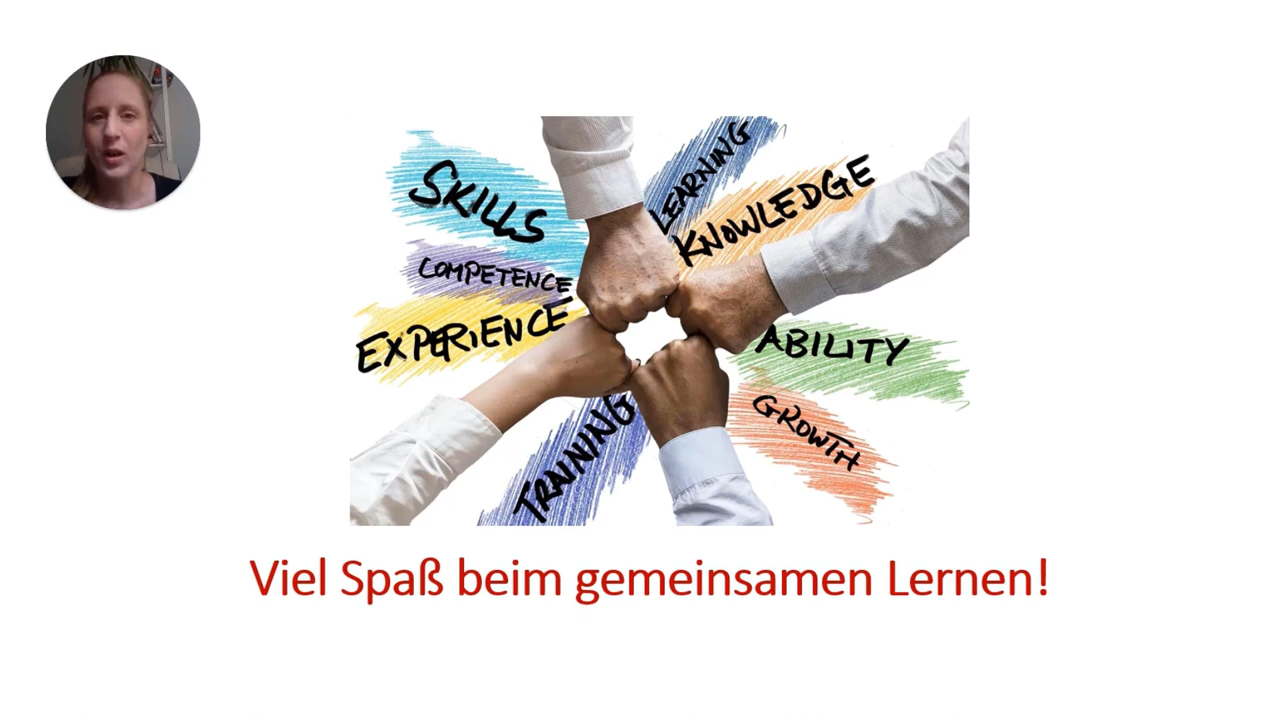 SKILLS
COMPETENCE
EXPERIENCE
LEARNING
KNOWLEDGE
ABILITY
GROWTH
TRAINING
Viel Spaß beim gemeinsamen Lernen!